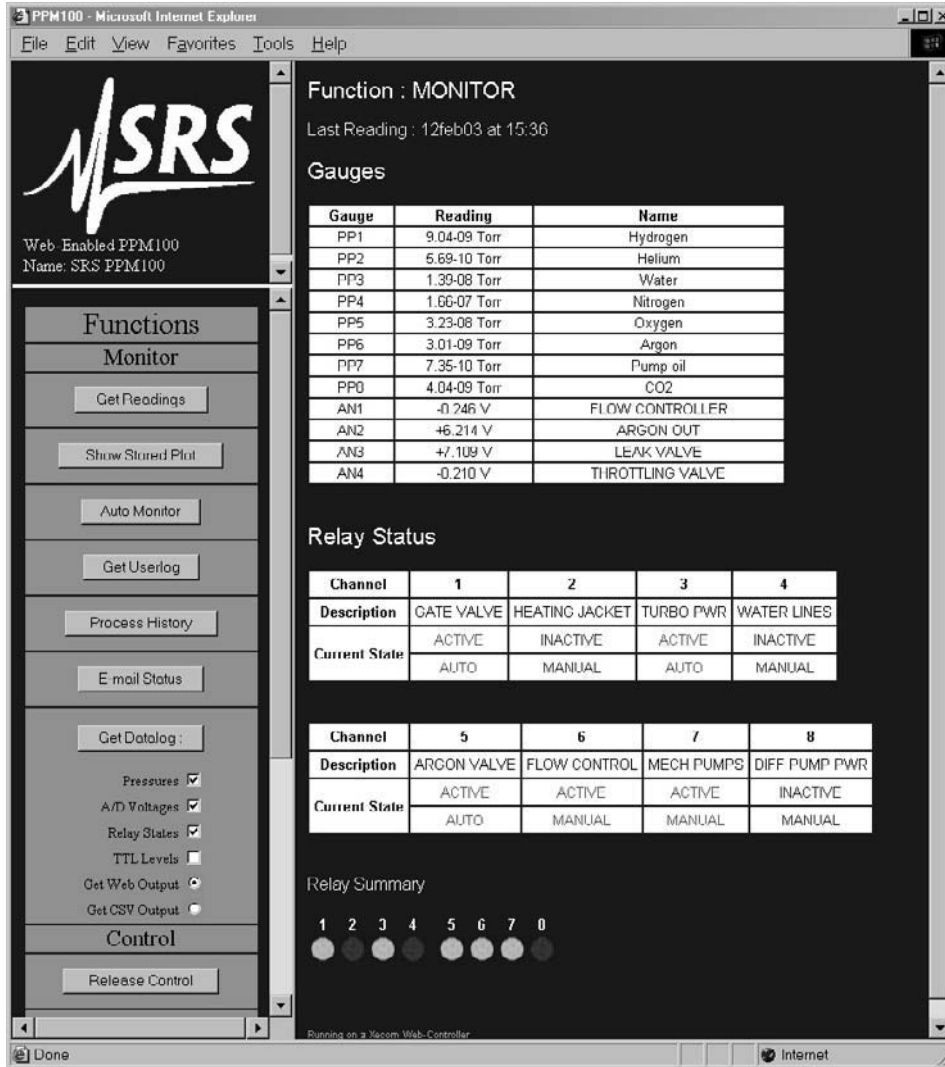 PPM100 - Microsoft Internet Explorer
File Edit View Favorites Tools Help
SRS
Web-Enabled PPM100
Name: SRS PPM100
Functions
Monitor
Get Readings
Show Stored Plot
Auto Monitor
Get Userlog
Process History
E-mail Status
Get Datalog :
Pressures
A/D Voltages
Relay States
TTL Levels
Get Web Output
Get CSV Output
Control
Release Control
Function : MONITOR
Last Reading : 12feb03 at 15:36
Gauges
Gauge Reading Name
PP1 9.04-09 Torr Hydrogen
PP2 5.69-10 Torr Helium
PP3 1.39-08 Torr Water
PP4 1.66-07 Torr Nitrogen
PP5 3.23-08 Torr Oxygen
PP6 3.01-09 Torr Argon
PP7 7.35-10 Torr Pump oil
PP8 4.04-09 Torr CO2
AN1 -0.246 V FLOW CONTROLLER
AN2 +6.214 V ARGON OUT
AN3 +7.109 V LEAK VALVE
AN4 -0.210 V THROTTLING VALVE
Relay Status
Channel 1 2 3 4
Description GATE VALVE HEATING JACKET TURBO PWR WATER LINES
Current State ACTIVE INACTIVE ACTIVE INACTIVE
AUTO MANUAL AUTO MANUAL
Channel 5 6 7 8
Description ARGON VALVE FLOW CONTROL MECH PUMPS DIFF PUMP PWR
Current State ACTIVE ACTIVE ACTIVE INACTIVE
AUTO MANUAL MANUAL MANUAL
Relay Summary
1 2 3 4 5 6 7 8
Running on a Xecom Web-Controller
Done Internet